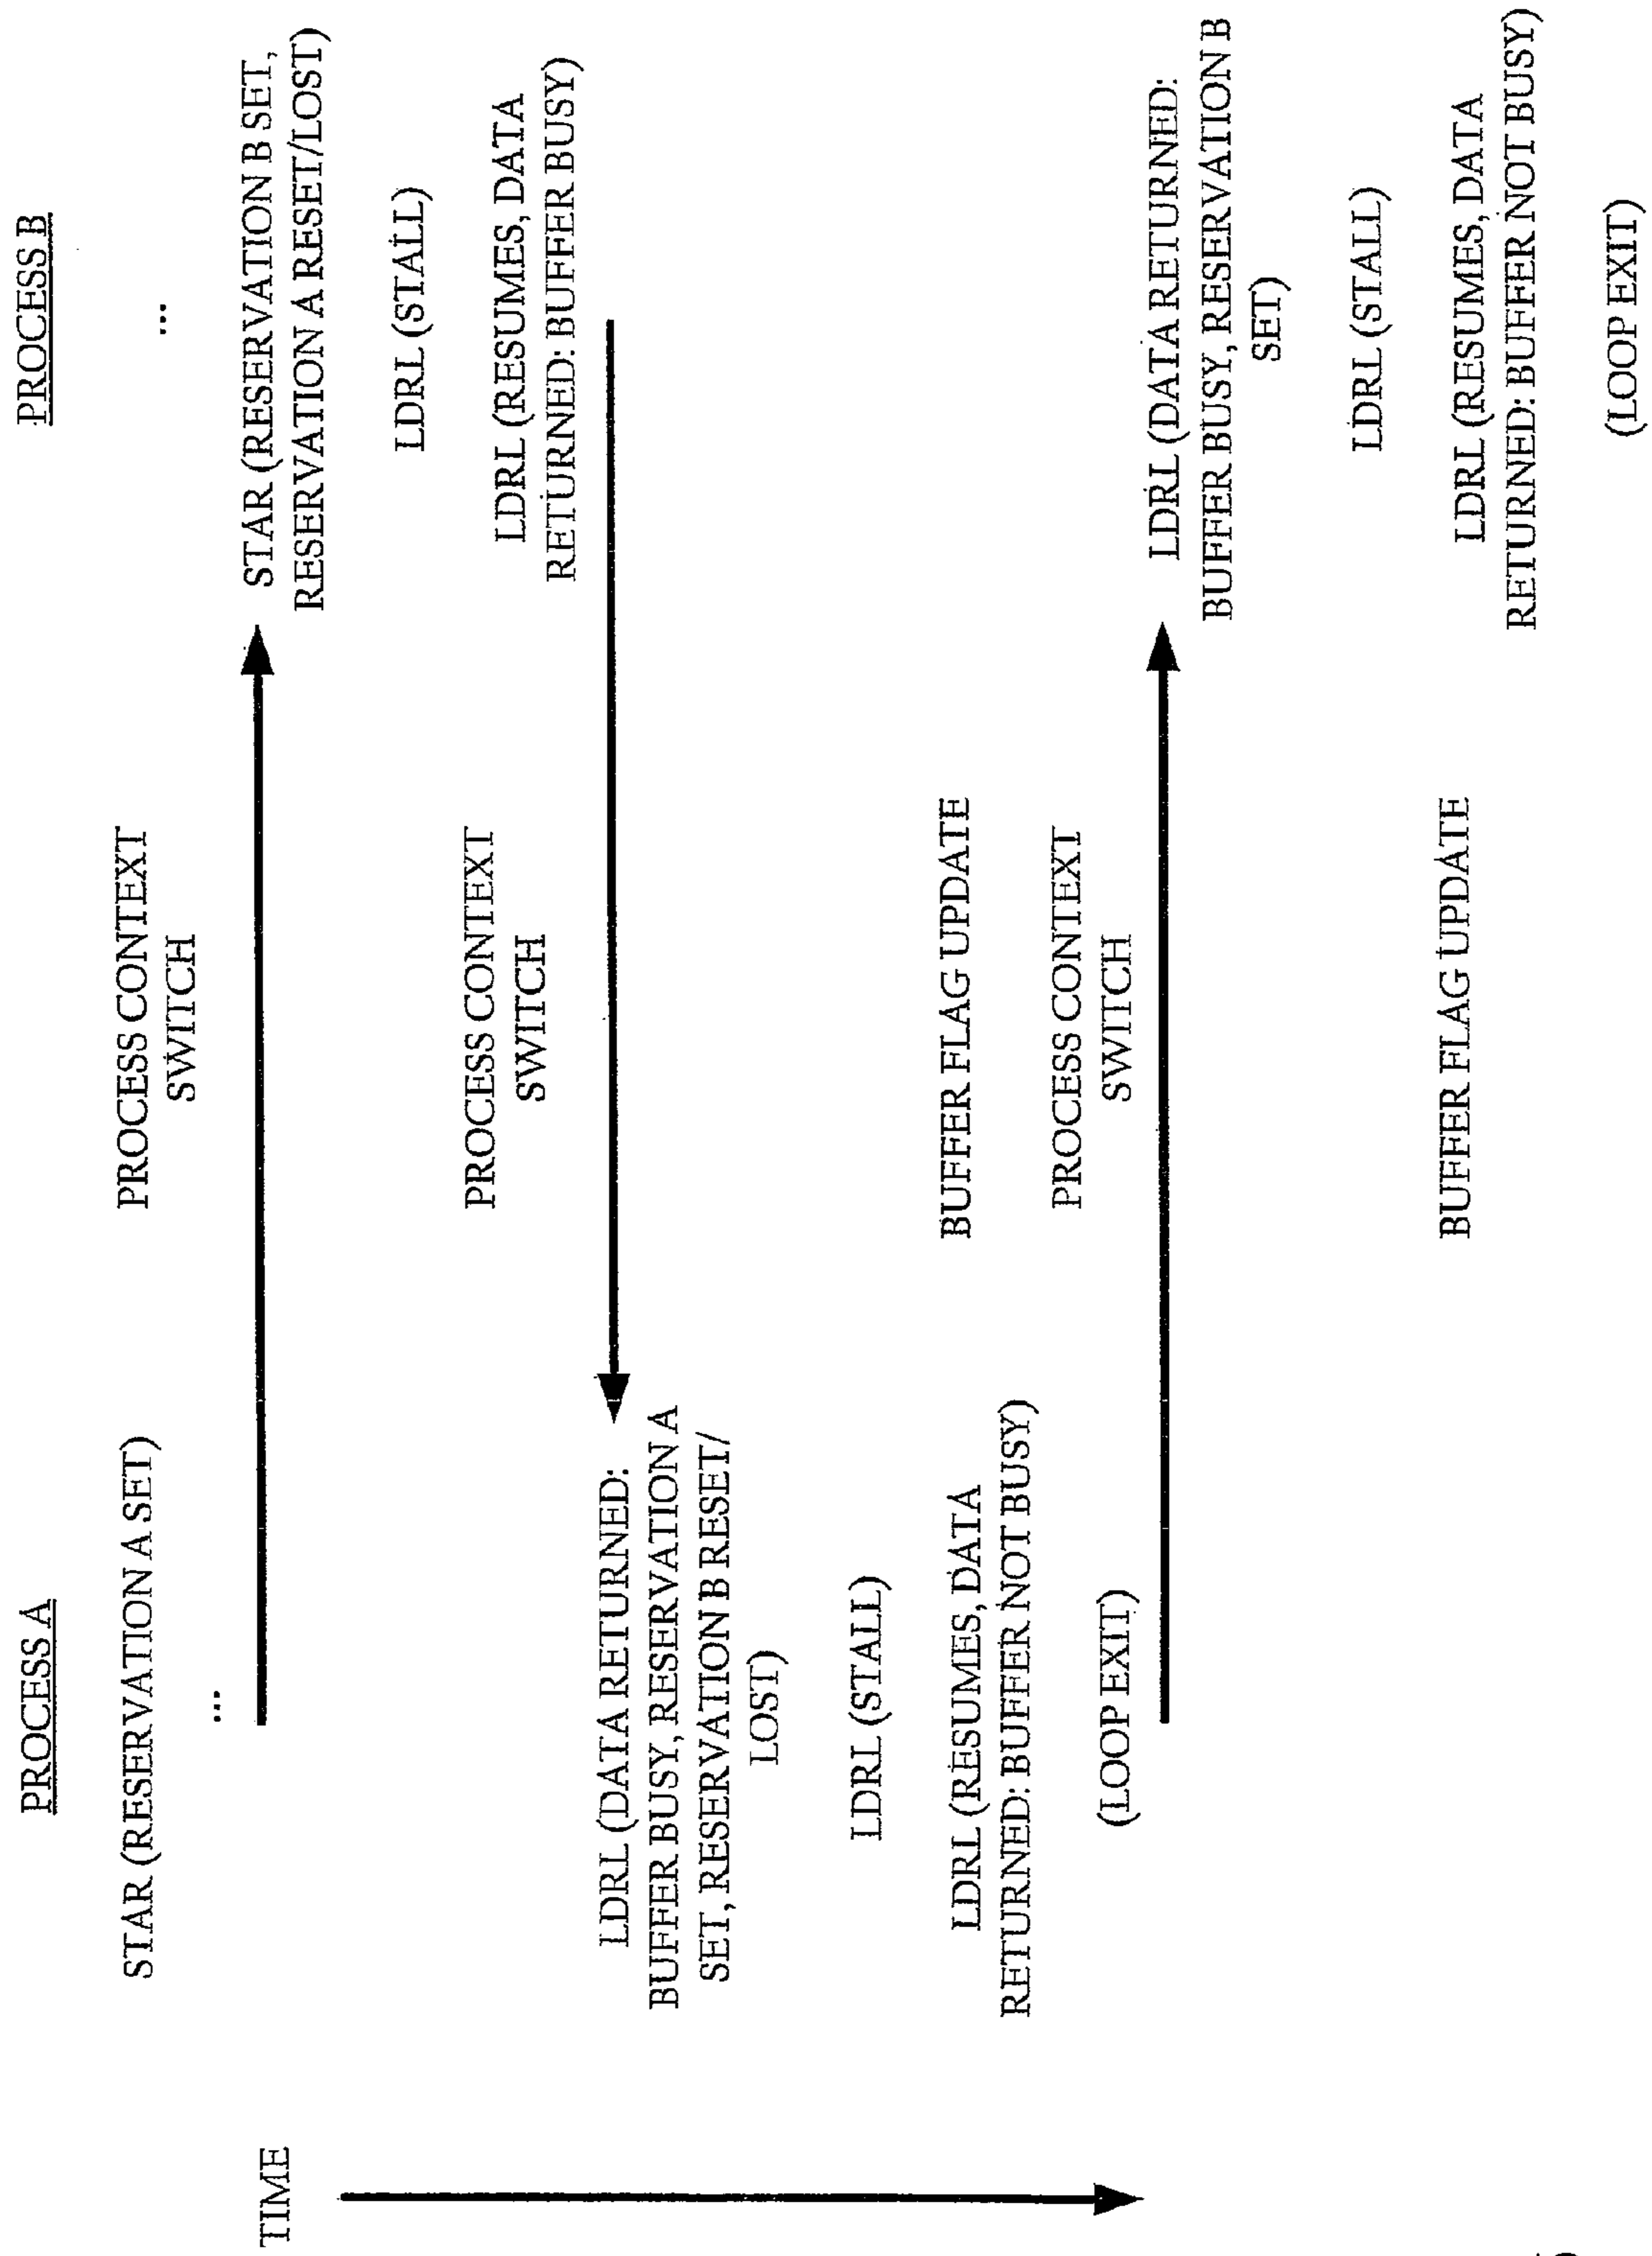 TIME
PROCESS A
STAR (RESERVATION A SET)
...
LDRL (DATA RETURNED:
BUFFER BUSY, RESERVATION A
SET, RESERVATION B RESET/
LOST)
LDRL (STALL)
LDRL (RESUMES, DATA
RETURNED: BUFFER NOT BUSY)
(LOOP EXIT)
PROCESS CONTEXT
SWITCH
PROCESS CONTEXT
SWITCH
BUFFER FLAG UPDATE
PROCESS CONTEXT
SWITCH
BUFFER FLAG UPDATE
PROCESS B
...
STAR (RESERVATION B SET,
RESERVATION A RESET/LOST)
LDRL (STALL)
LDRL (RESUMES, DATA
RETURNED: BUFFER BUSY)
LDRL (DATA RETURNED:
BUFFER BUSY, RESERVATION B
SET)
LDRL (STALL)
LDRL (RESUMES, DATA
RETURNED: BUFFER NOT BUSY)
(LOOP EXIT)